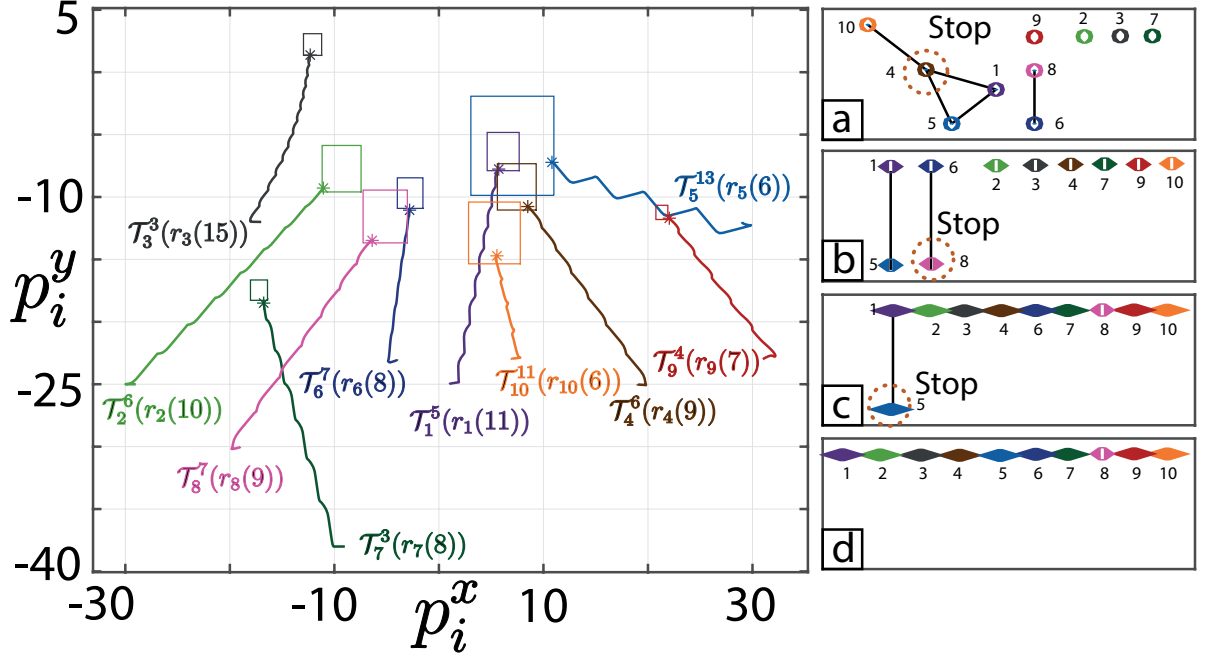 5
-10
-25
-40
-30
-10
10
30
p_i^y
p_i^x
𝒯_3^3(r_3(15))
𝒯_2^6(r_2(10))
𝒯_8^7(r_8(9))
𝒯_7^3(r_7(8))
𝒯_6^7(r_6(8))
𝒯_1^5(r_1(11))
𝒯_10^11(r_10(6))
𝒯_4^6(r_4(9))
𝒯_9^4(r_9(7))
𝒯_5^13(r_5(6))
10 Stop 9 2 3 7
4 1 8
5 6
a
1 6 2 3 4 7 9 10
Stop
5 8
b
1 2 3 4 6 7 8 9 10
Stop
5
c
1 2 3 4 5 6 7 8 9 10
d